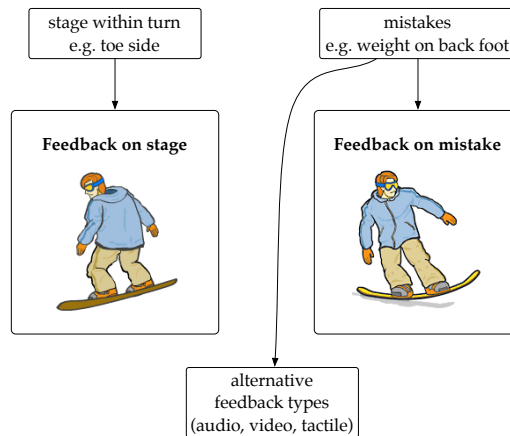 stage within turn
e.g. toe side
mistakes
e.g. weight on back foot
Feedback on stage
Feedback on mistake
alternative
feedback types
(audio, video, tactile)